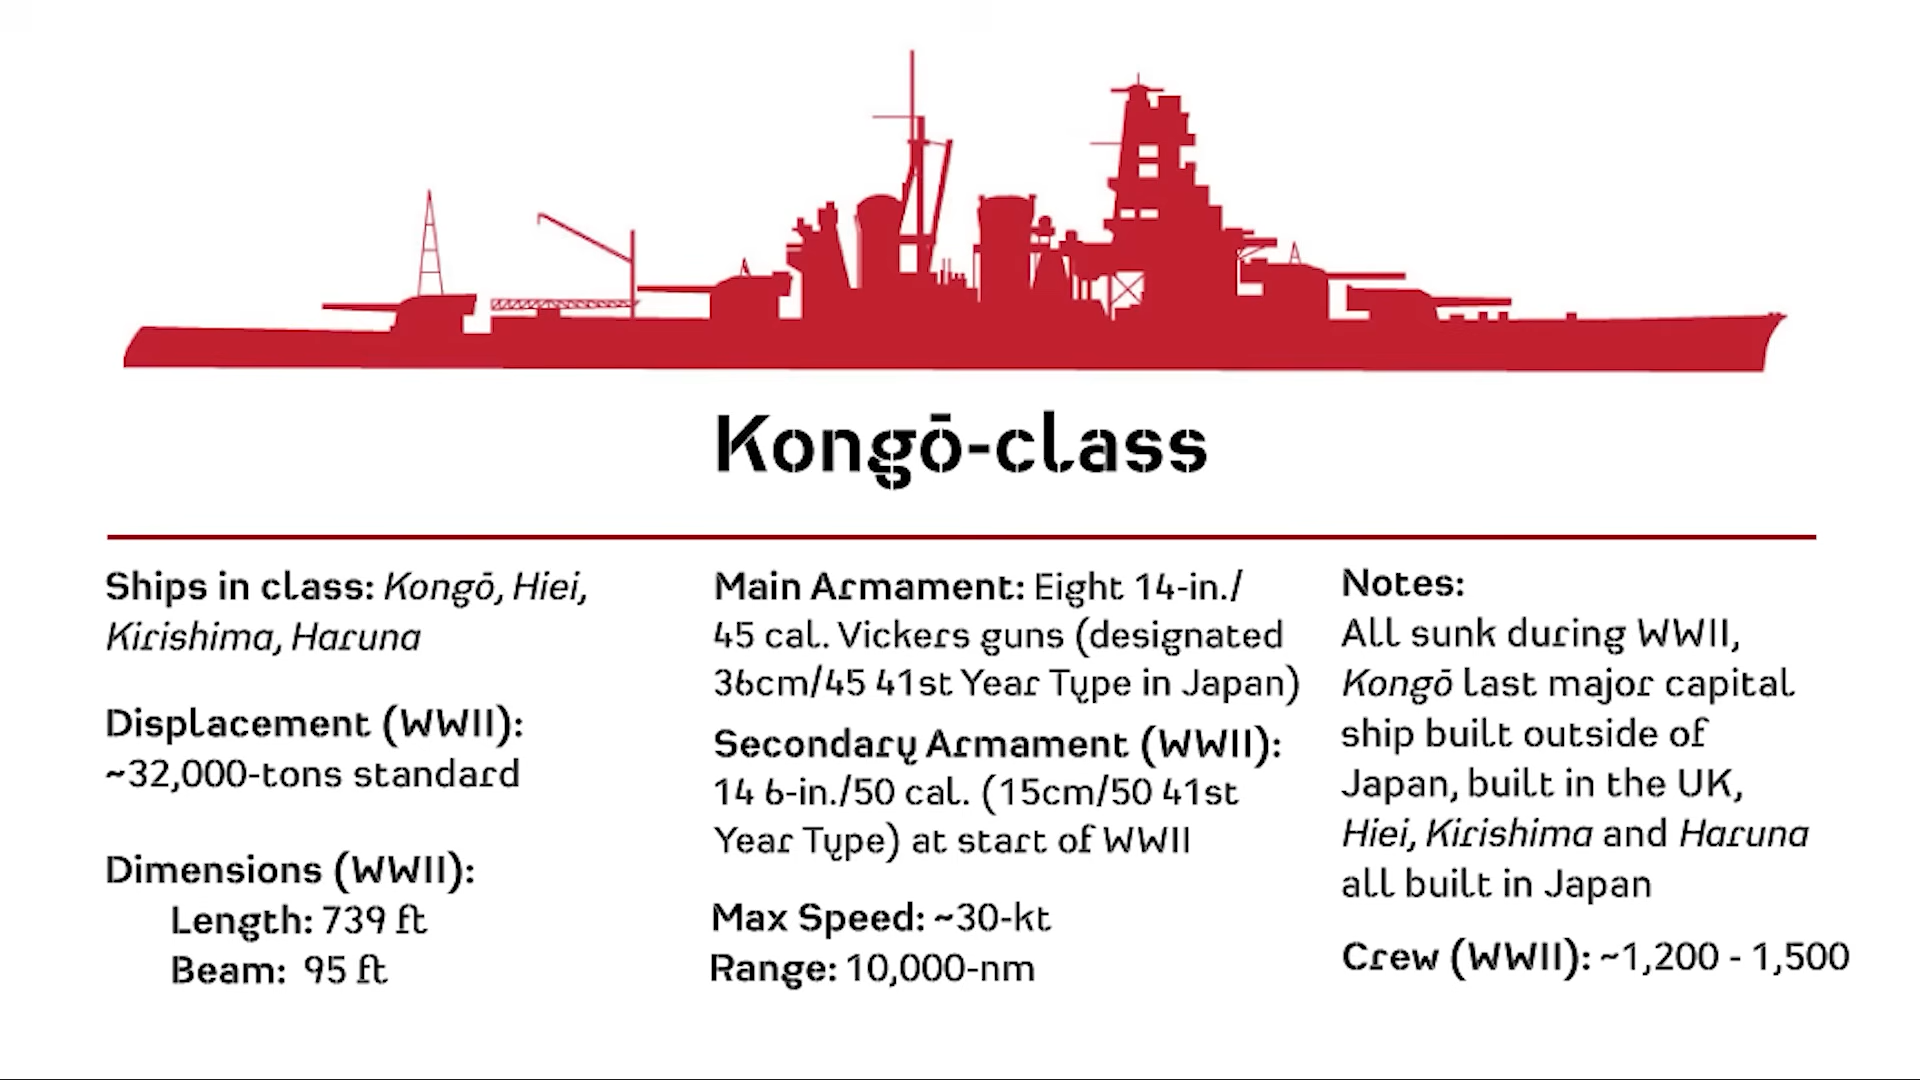 Kongō-class
Ships in class: Kongō, Hiei,
Kirishima, Haruna
Displacement (WWII):
~32,000-tons standard
Dimensions (WWII):
Length: 739 ft
Beam: 95 ft
Main Armament: Eight 14-in./
45 cal. Vickers guns (designated
36cm/45 41st Year Type in Japan)
Secondary Armament (WWII):
14 6-in./50 cal. (15cm/50 41st
Year Type) at start of WWII
Max Speed: ~30-kt
Range: 10,000-nm
Notes:
All sunk during WWII,
Kongō last major capital
ship built outside of
Japan, built in the UK,
Hiei, Kirishima and Haruna
all built in Japan
Crew (WWII): ~1,200 - 1,500